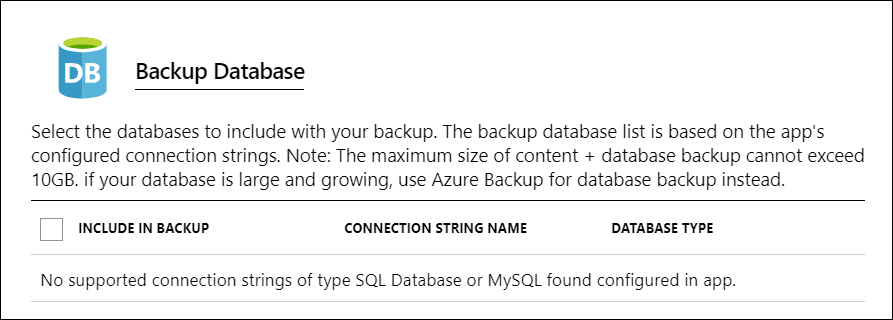 DB
Backup Database
Select the databases to include with your backup. The backup database list is based on the app's
configured connection strings. Note: The maximum size of content + database backup cannot exceed
10GB. if your database is large and growing, use Azure Backup for database backup instead.
INCLUDE IN BACKUP CONNECTION STRING NAME DATABASE TYPE
No supported connection strings of type SQL Database or MySQL found configured in app.